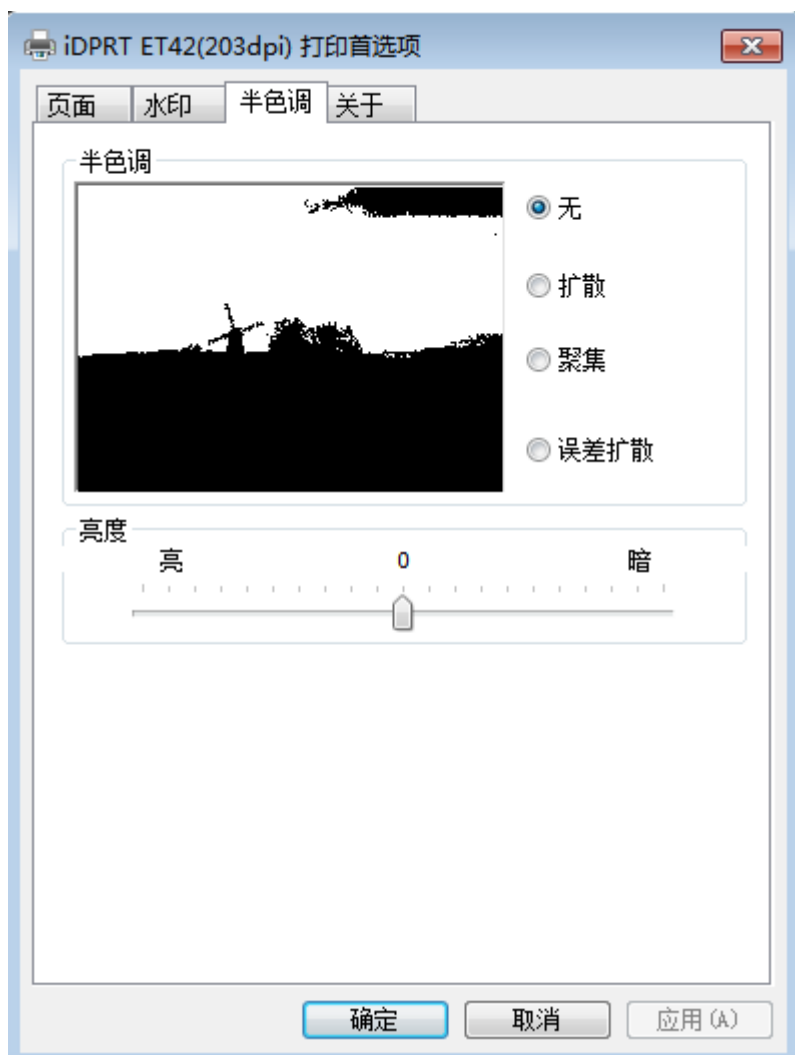 iDPRT ET42(203dpi) 打印首选项
页面 水印 半色调 关于
半色调
无
扩散
聚集
误差扩散
亮度
亮 0 暗
确定 取消 应用(A)